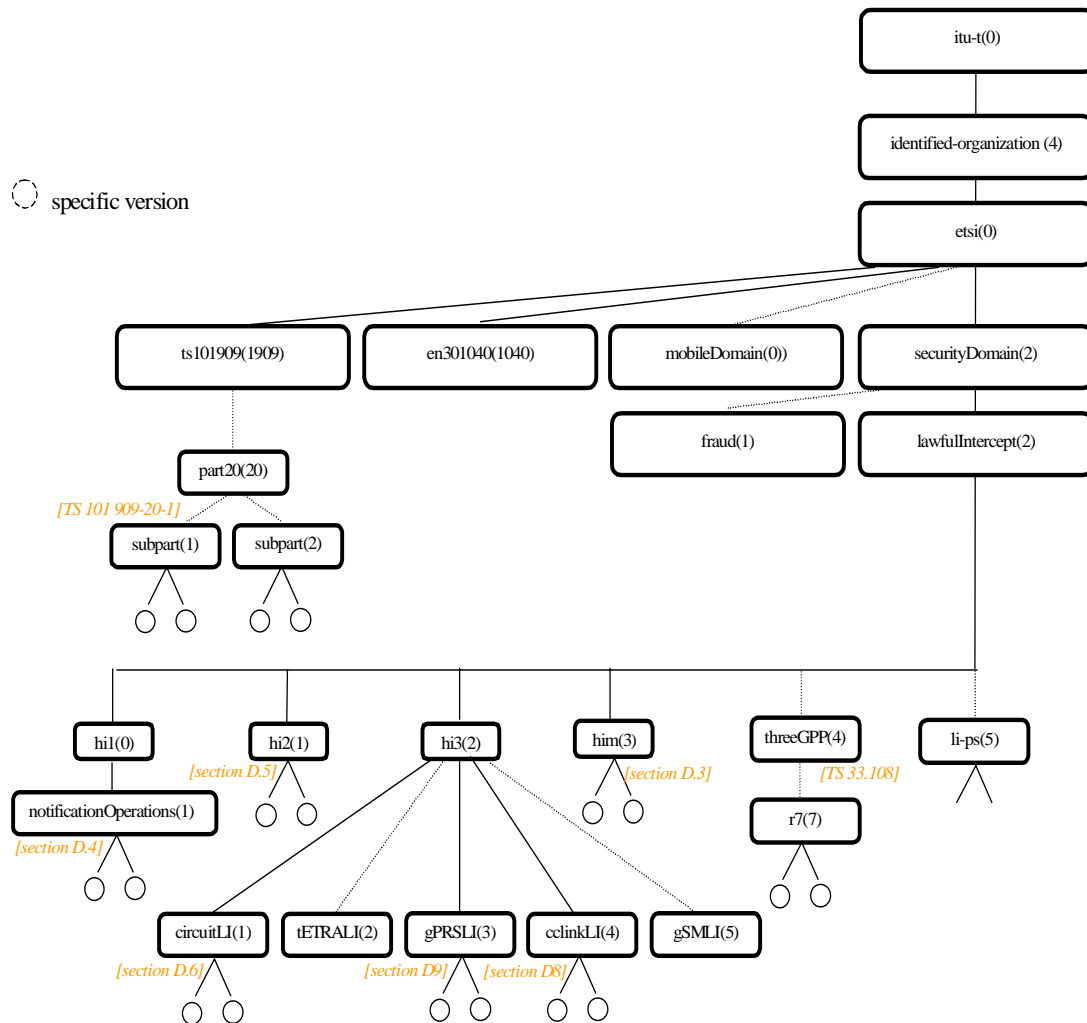 itu-t(0)
identified-organization (4)
specific version
etsi(0)
ts101909(1909)
en301040(1040)
mobileDomain(0))
securityDomain(2)
fraud(1)
lawfulIntercept(2)
part20(20)
[TS 101 909-20-1]
subpart(1)
subpart(2)
hi1(0)
hi2(1)
hi3(2)
him(3)
threeGPP(4)
li-ps(5)
[section D.5]
[section D.3]
[TS 33.108]
notificationOperations(1)
r7(7)
[section D.4]
circuitLI(1)
tETRALI(2)
gPRSLI(3)
cclinkLI(4)
gSMLI(5)
[section D.6]
[section D9]
[section D8]